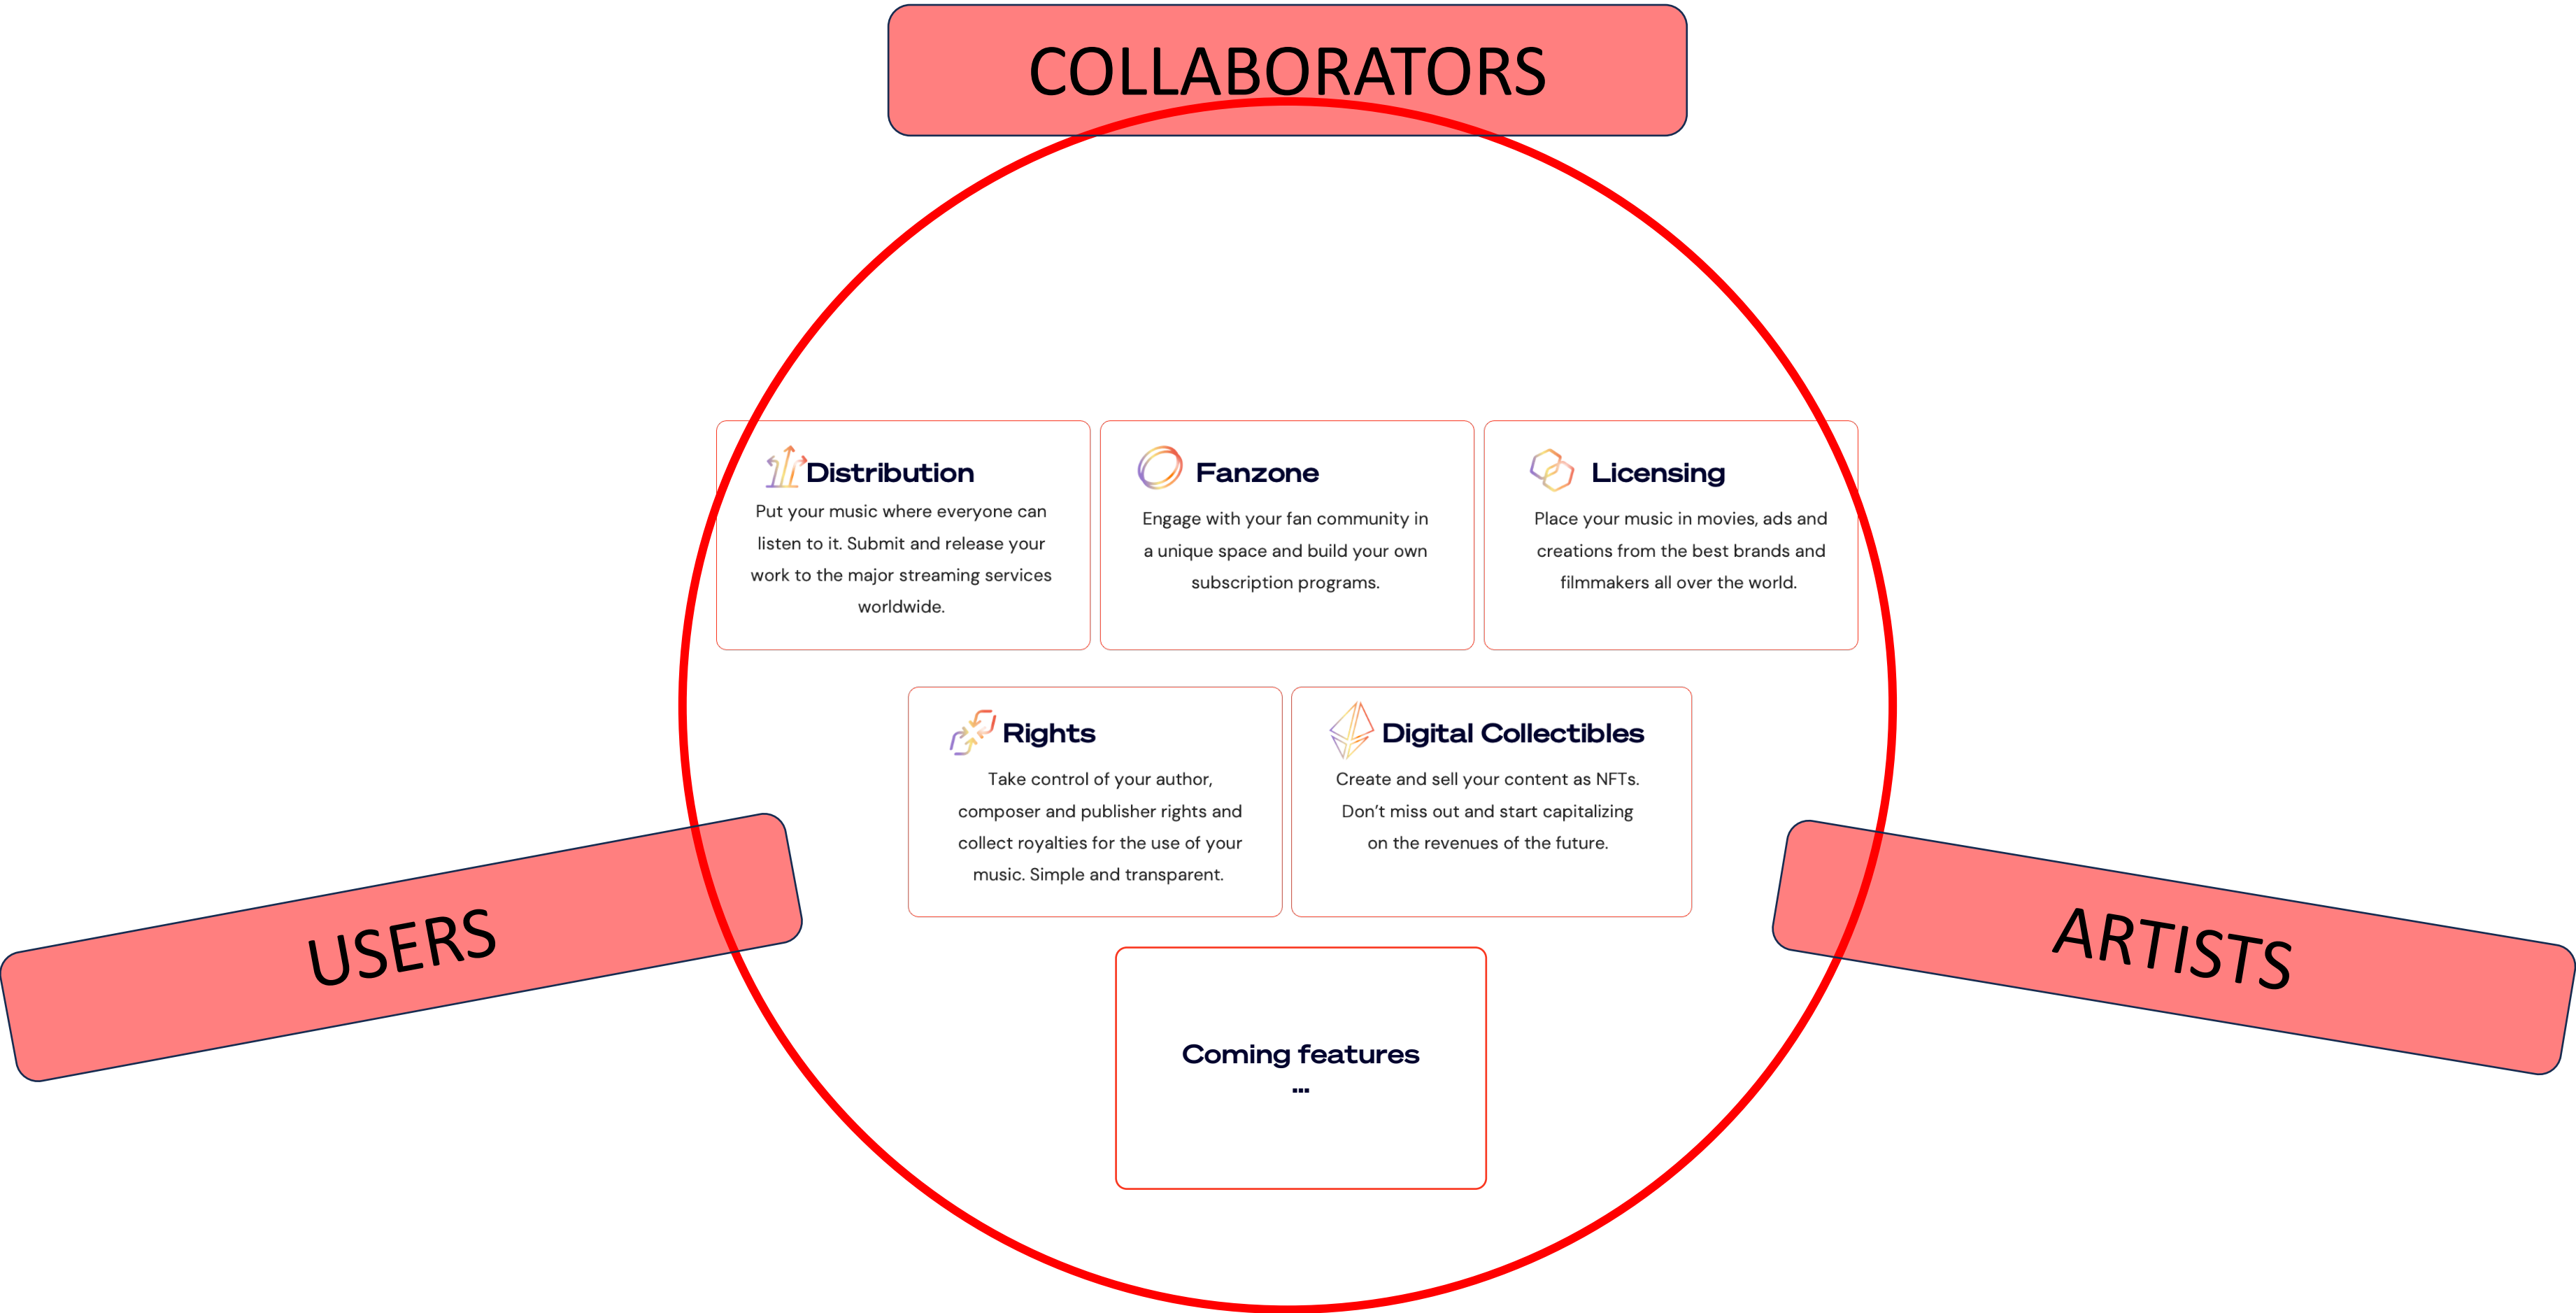 COLLABORATORS
Distribution
Put your music where everyone can
listen to it. Submit and release your
work to the major streaming services
worldwide.
Fanzone
Engage with your fan community in
a unique space and build your own
subscription programs.
Licensing
Place your music in movies, ads and
creations from the best brands and
filmmakers all over the world.
Rights
Take control of your author,
composer and publisher rights and
collect royalties for the use of your
music. Simple and transparent.
Digital Collectibles
Create and sell your content as NFTs.
Don’t miss out and start capitalizing
on the revenues of the future.
USERS
ARTISTS
Coming features
...